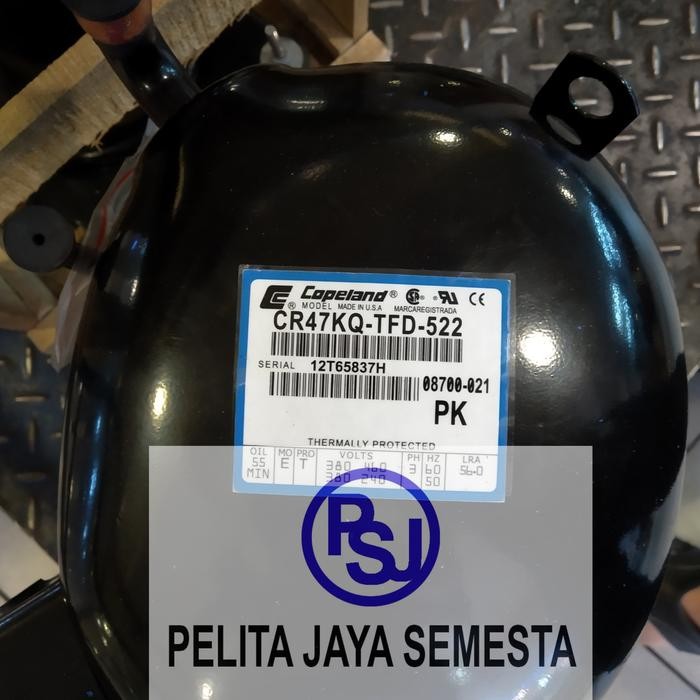 Copeland®
® MODEL MADE IN U.S.A MARCAREGISTRADA
CE
CR47KQ-TFD-522
SERIAL 12T65837H
08700-021
PK
THERMALLY PROTECTED
OIL MO PRO VOLTS PH HZ LRA
55 E T 380 460 3 60 56.0
MIN 380 50
PSJ
PELITA JAYA SEMESTA